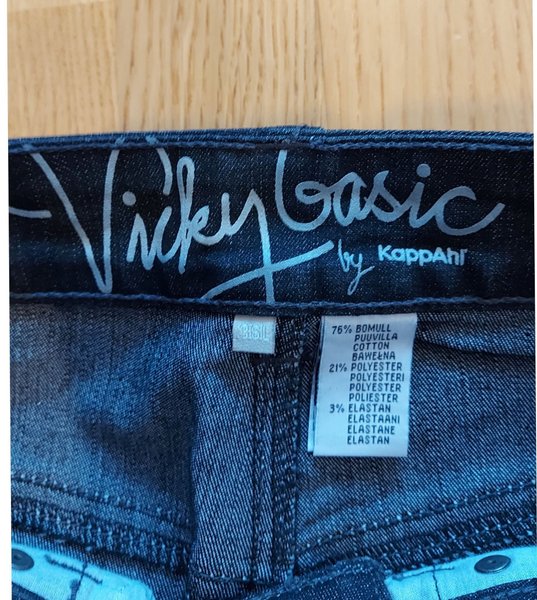 Vicky basic
by KappAhl
76% BOMULL
PUUVILLA
COTTON
BAWEŁNA
21% POLYESTER
POLYESTERI
POLYESTER
POLIESTER
3% ELASTAN
ELASTAANI
ELASTANE
ELASTAN